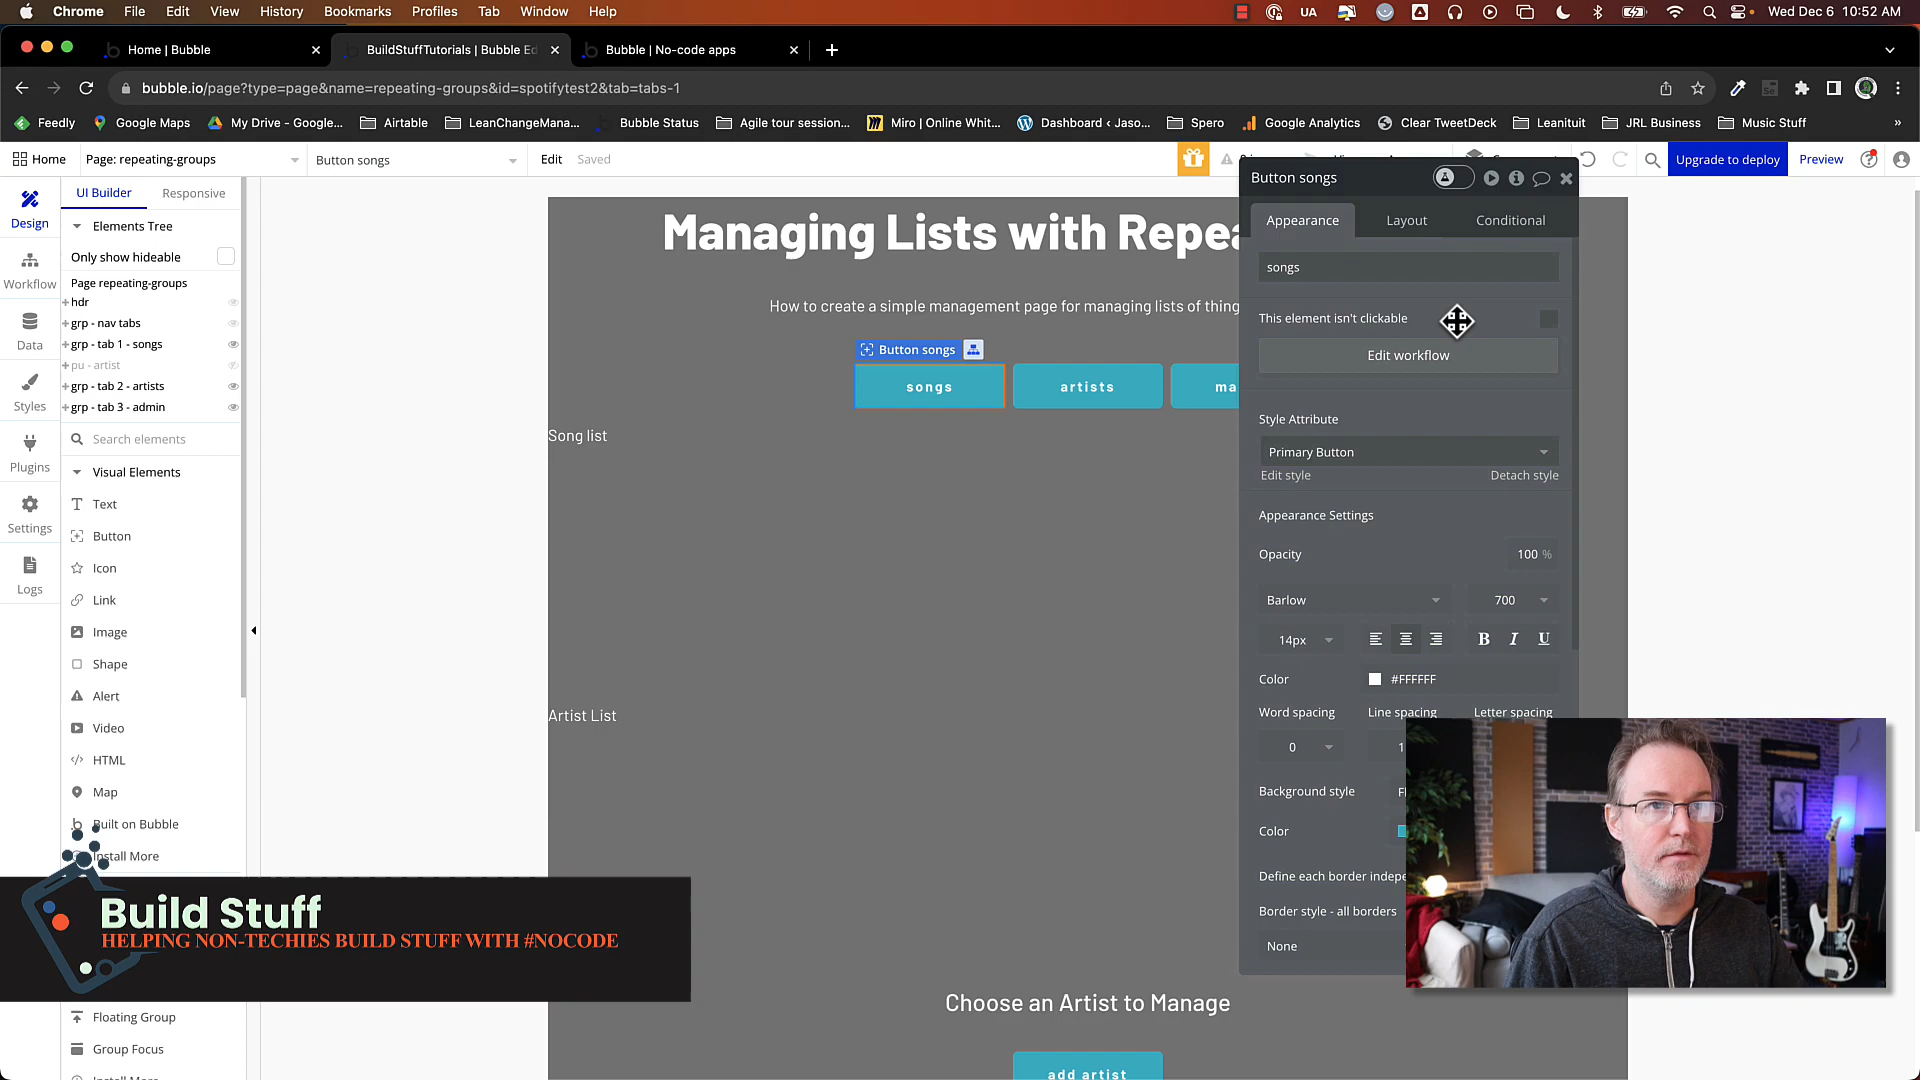 Chrome File Edit View History Bookmarks Profiles Tab Window Help UA Wed Dec 6 10:52 AM
Home | Bubble BuildStuffTutorials | Bubble Ed Bubble | No-code apps
bubble.io/page?type=page&name=repeating-groups&id=spotifytest2&tab=tabs-1
Feedly Google Maps My Drive - Google... Airtable LeanChangeMana... Bubble Status Agile tour session... Miro | Online Whit... Dashboard ‹ Jaso... Spero Google Analytics Clear TweetDeck Leanituit JRL Business Music Stuff »
Home Page: repeating-groups Button songs Edit Saved Upgrade to deploy Preview
Design
Workflow
Data
Styles
Plugins
Settings
Logs
UI Builder Responsive
Elements Tree
Only show hideable
Page repeating-groups
hdr
grp - nav tabs
grp - tab 1 - songs
pu - artist
grp - tab 2 - artists
grp - tab 3 - admin
Search elements
Visual Elements
Text
Button
Icon
Link
Image
Shape
Alert
Video
HTML
Map
Built on Bubble
Install More
Floating Group
Group Focus
Install More
Managing Lists with Repea
How to create a simple management page for managing lists of thing
Button songs
songs artists ma
Song list
Artist List
Choose an Artist to Manage
add artist
Button songs
Appearance Layout Conditional
songs
This element isn't clickable
Edit workflow
Style Attribute
Primary Button
Edit style Detach style
Appearance Settings
Opacity 100 %
Barlow 700
14px B I U
Color #FFFFFF
Word spacing Line spacing Letter spacing
0 1
Background style Fl
Color
Define each border indepe
Border style - all borders
None
Build Stuff
HELPING NON-TECHIES BUILD STUFF WITH #NOCODE